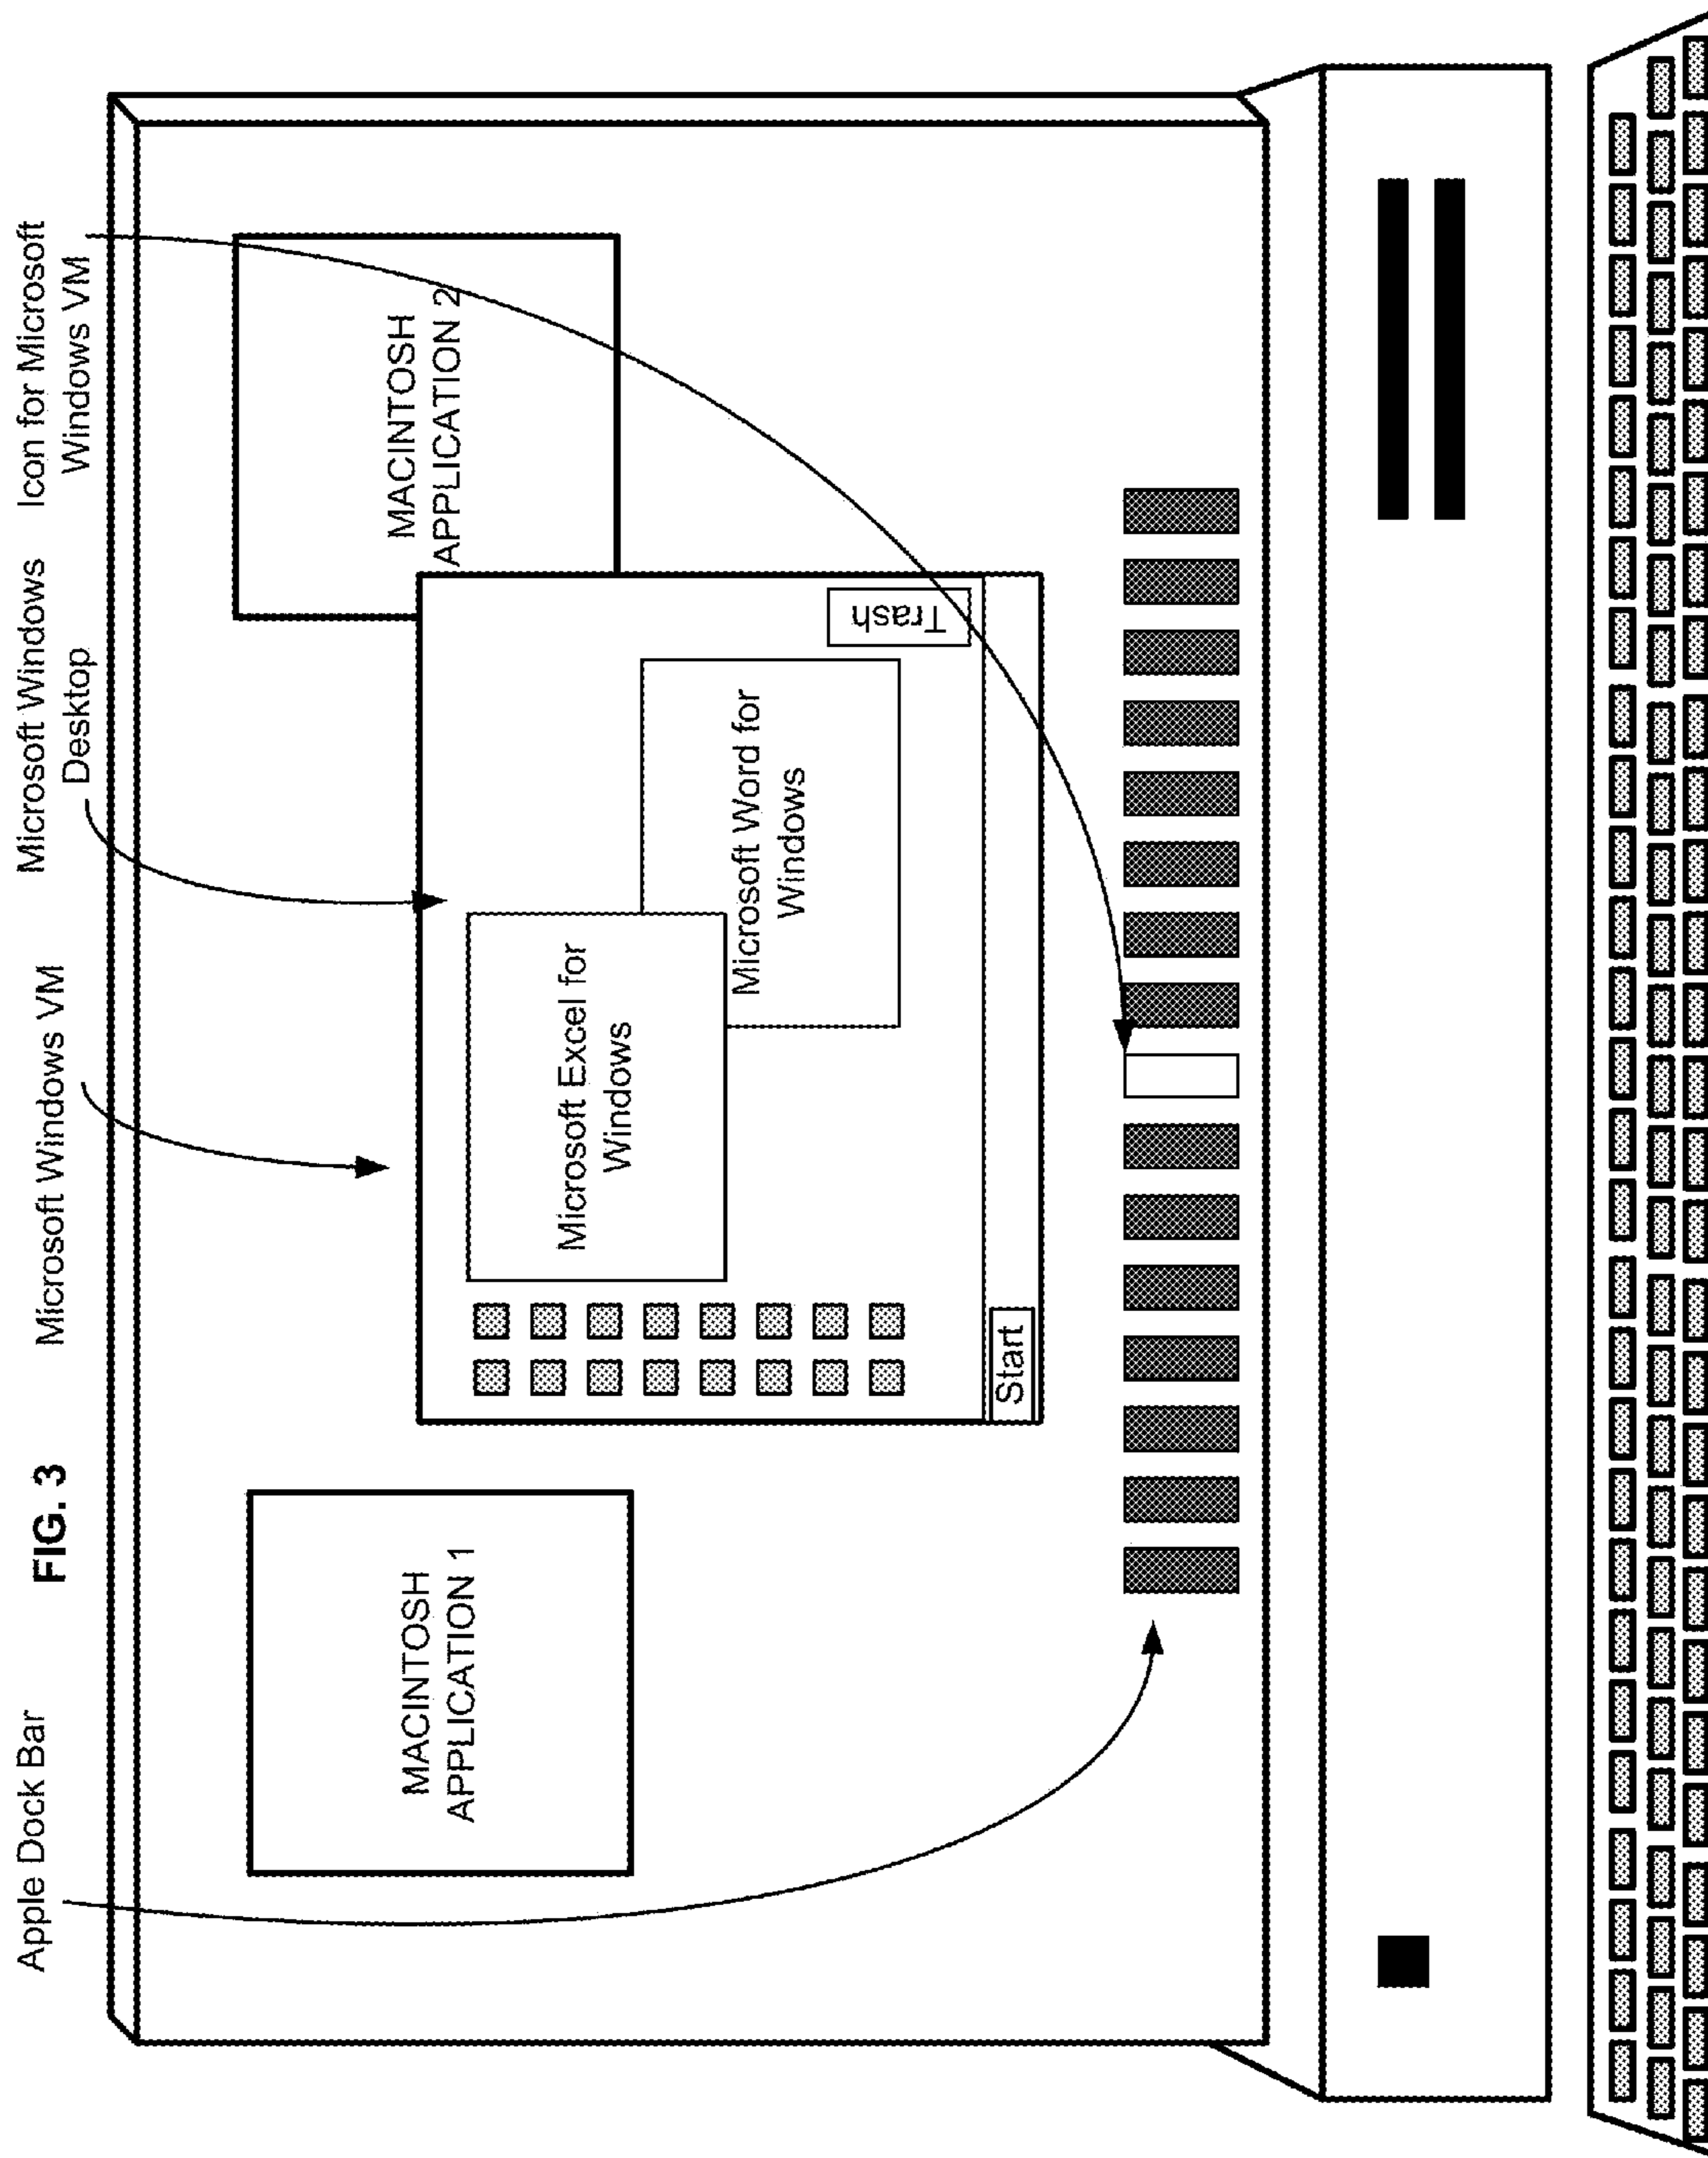 FIG. 3
Apple Dock Bar
Microsoft Windows VM
Microsoft Windows
Desktop
Icon for Microsoft
Windows VM
MACINTOSH
APPLICATION 1
MACINTOSH
APPLICATION 2
Microsoft Excel for
Windows
Microsoft Word for
Windows
Trash
Start